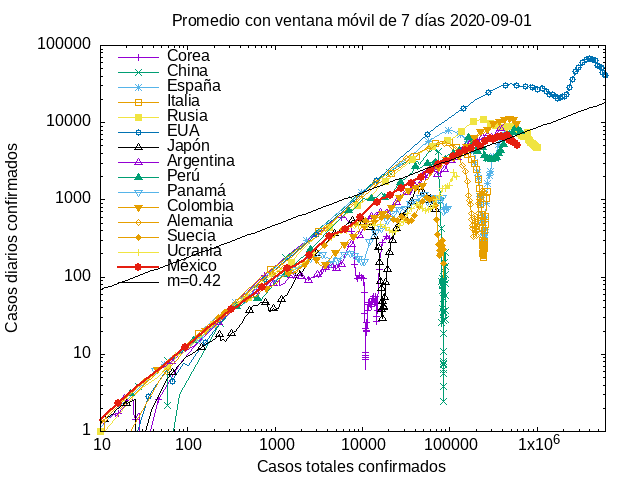 Promedio con ventana móvil de 7 días 2020-09-01
Casos diarios confirmados
100000
10000
1000
100
10
1
Corea
China
España
Italia
Rusia
EUA
Japón
Argentina
Perú
Panamá
Colombia
Alemania
Suecia
Ucrania
México
m=0.42
10 100 1000 10000 100000 1x10⁶
Casos totales confirmados